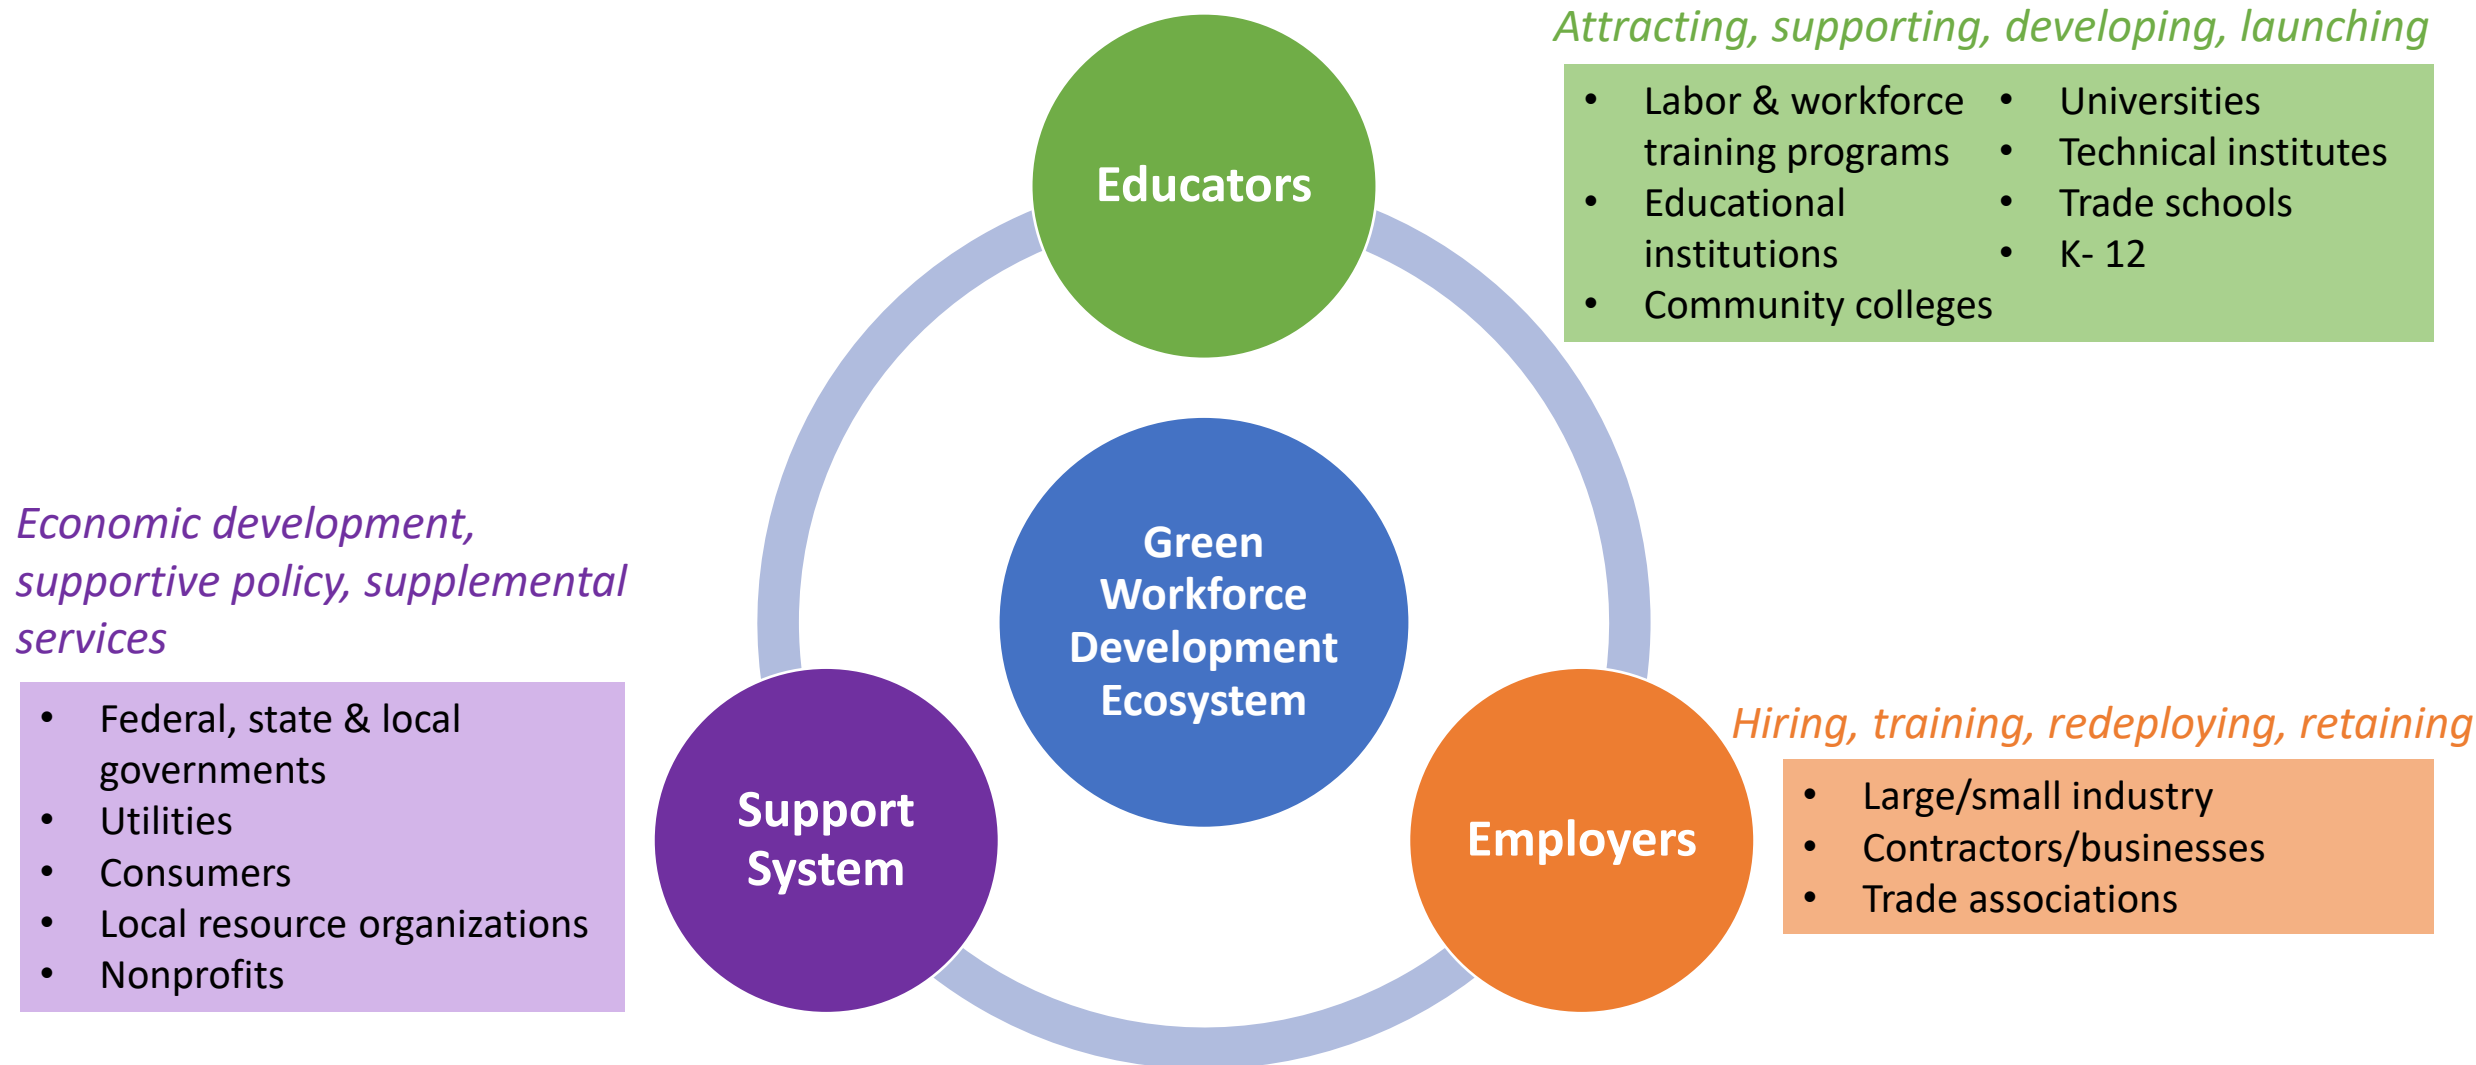 Attracting, supporting, developing, launching
• Labor & workforce
training programs
• Educational
institutions
• Community colleges
• Universities
• Technical institutes
• Trade schools
• K- 12
Educators
Green
Workforce
Development
Ecosystem
Economic development,
supportive policy, supplemental
services
• Federal, state & local
governments
• Utilities
• Consumers
• Local resource organizations
• Nonprofits
Support
System
Employers
Hiring, training, redeploying, retaining
• Large/small industry
• Contractors/businesses
• Trade associations